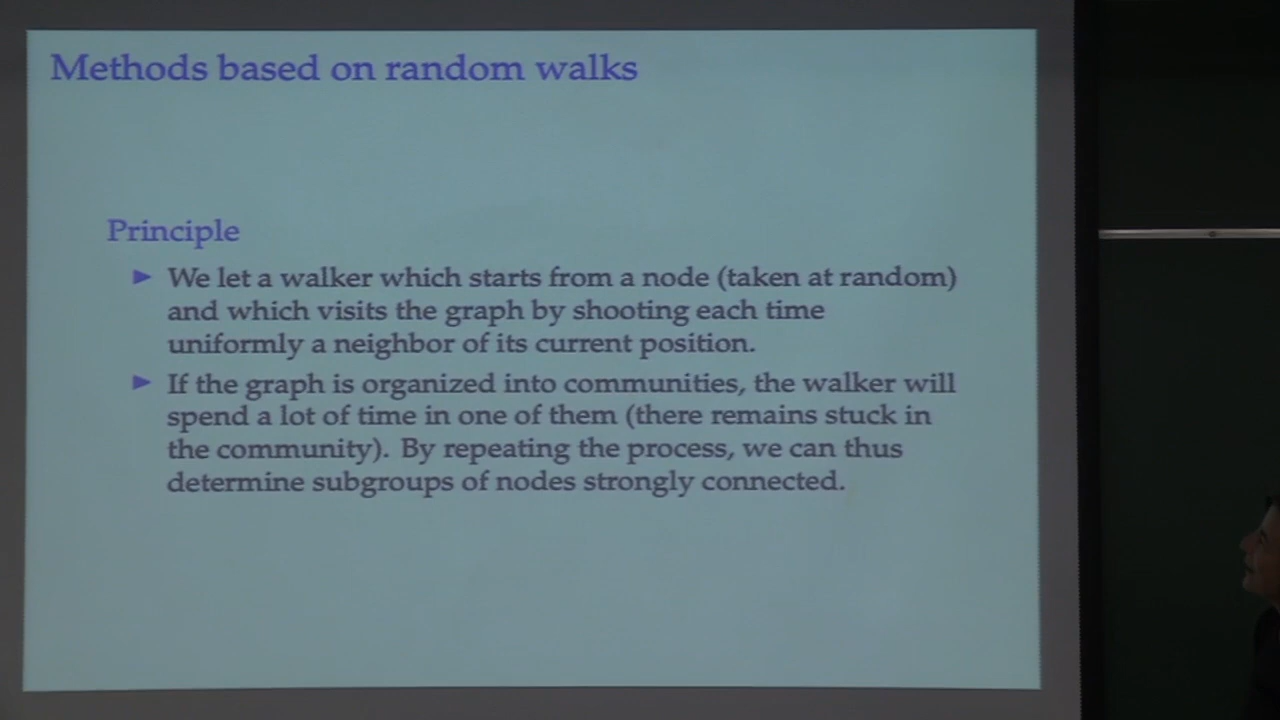 Methods based on random walks
Principle
► We let a walker which starts from a node (taken at random)
and which visits the graph by shooting each time
uniformly a neighbor of its current position.
► If the graph is organized into communities, the walker will
spend a lot of time in one of them (there remains stuck in
the community). By repeating the process, we can thus
determine subgroups of nodes strongly connected.